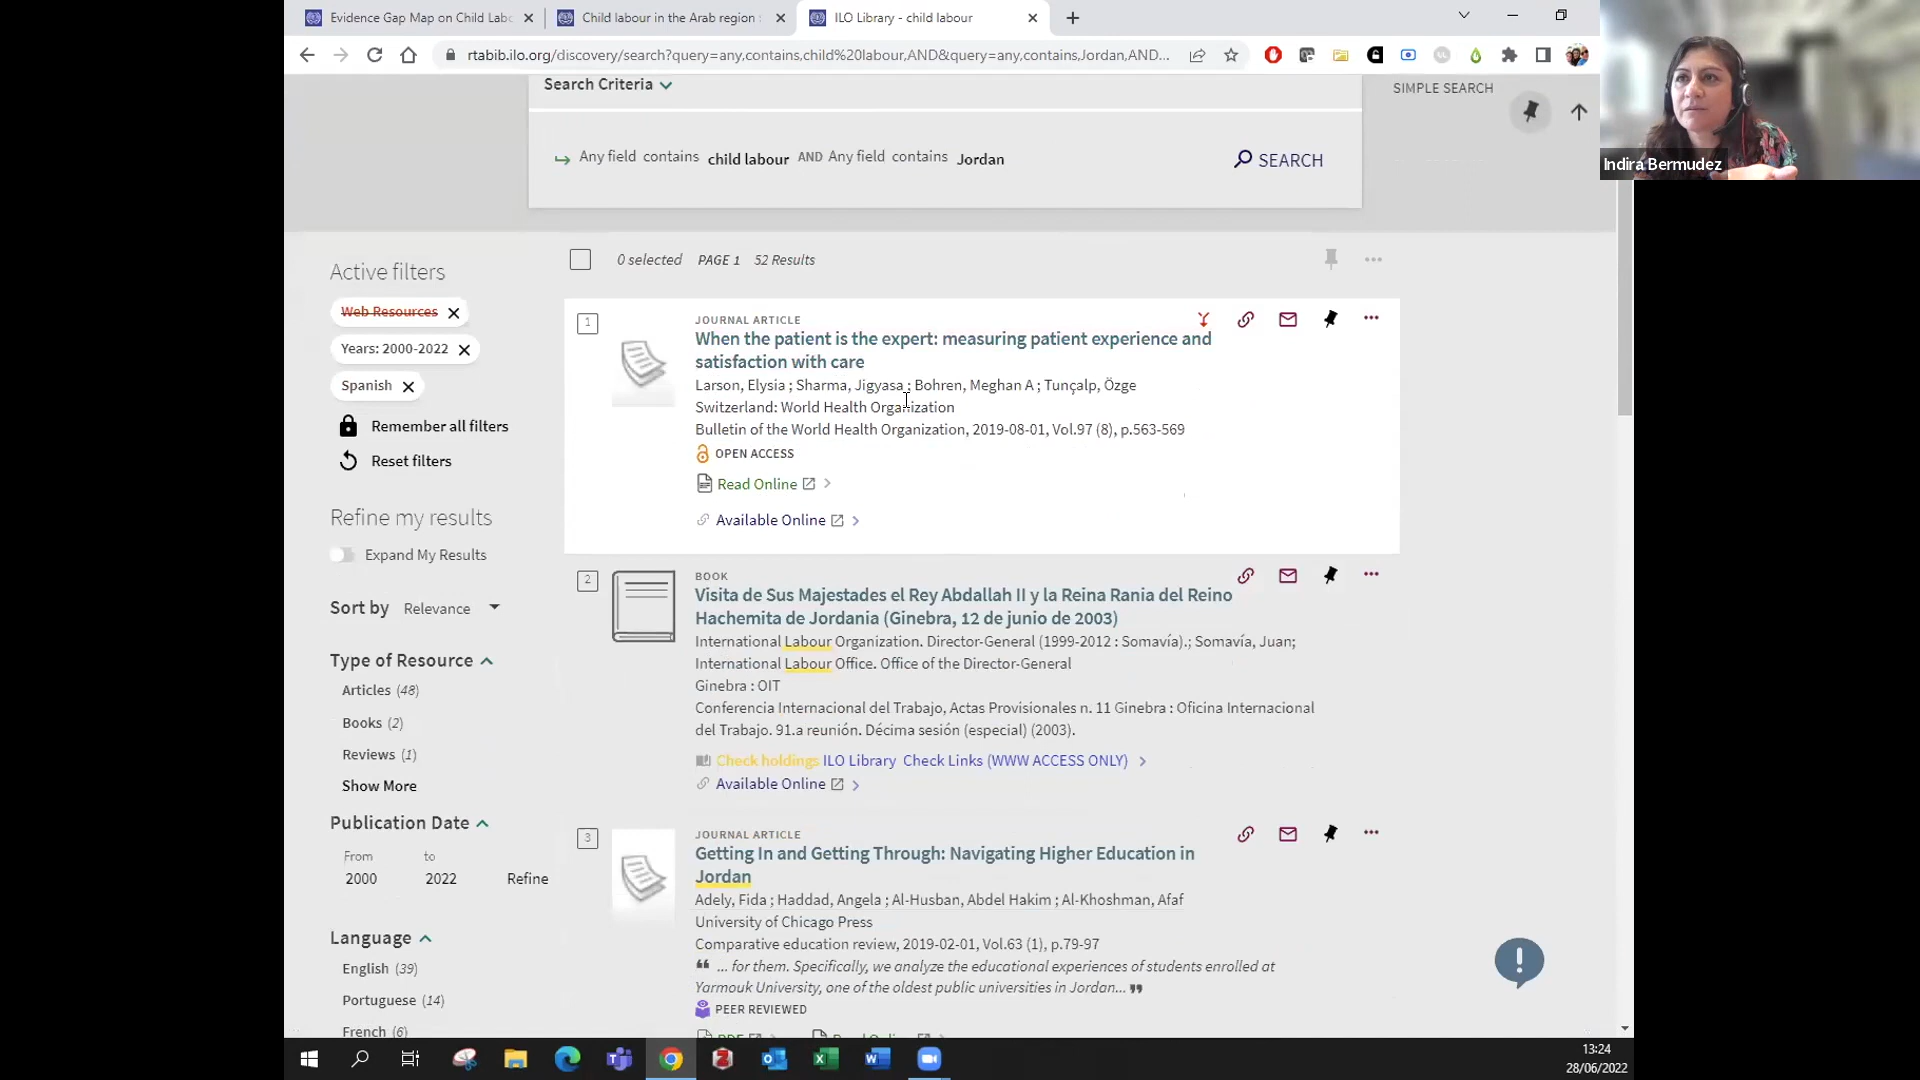 Evidence Gap Map on Child Labo
Child labour in the Arab region
ILO Library - child labour
rtabib.ilo.org/discovery/search?query=any,contains,child%20labour,AND&query=any,contains,Jordan,AND...
Search Criteria
SIMPLE SEARCH
Any field contains child labour AND Any field contains Jordan
SEARCH
Indira Bermudez
0 selected PAGE 1 52 Results
Active filters
Web Resources
Years: 2000-2022
Spanish
Remember all filters
Reset filters
Refine my results
Expand My Results
Sort by Relevance
Type of Resource
Articles (48)
Books (2)
Reviews (1)
Show More
Publication Date
From to
2000 2022 Refine
Language
English (39)
Portuguese (14)
French (6)
1
JOURNAL ARTICLE
When the patient is the expert: measuring patient experience and
satisfaction with care
Larson, Elysia ; Sharma, Jigyasa ; Bohren, Meghan A ; Tunçalp, Özge
Switzerland: World Health Organization
Bulletin of the World Health Organization, 2019-08-01, Vol.97 (8), p.563-569
OPEN ACCESS
Read Online
Available Online
2
BOOK
Visita de Sus Majestades el Rey Abdallah II y la Reina Rania del Reino
Hachemita de Jordania (Ginebra, 12 de junio de 2003)
International Labour Organization. Director-General (1999-2012 : Somavía).; Somavía, Juan;
International Labour Office. Office of the Director-General
Ginebra : OIT
Conferencia Internacional del Trabajo, Actas Provisionales n. 11 Ginebra : Oficina Internacional
del Trabajo. 91.a reunión. Décima sesión (especial) (2003).
Check holdings ILO Library Check Links (WWW ACCESS ONLY)
Available Online
3
JOURNAL ARTICLE
Getting In and Getting Through: Navigating Higher Education in
Jordan
Adely, Fida ; Haddad, Angela ; Al-Husban, Abdel Hakim ; Al-Khoshman, Afaf
University of Chicago Press
Comparative education review, 2019-02-01, Vol.63 (1), p.79-97
... for them. Specifically, we analyze the educational experiences of students enrolled at
Yarmouk University, one of the oldest public universities in Jordan...
PEER REVIEWED
PDF Read Online
13:24
28/06/2022